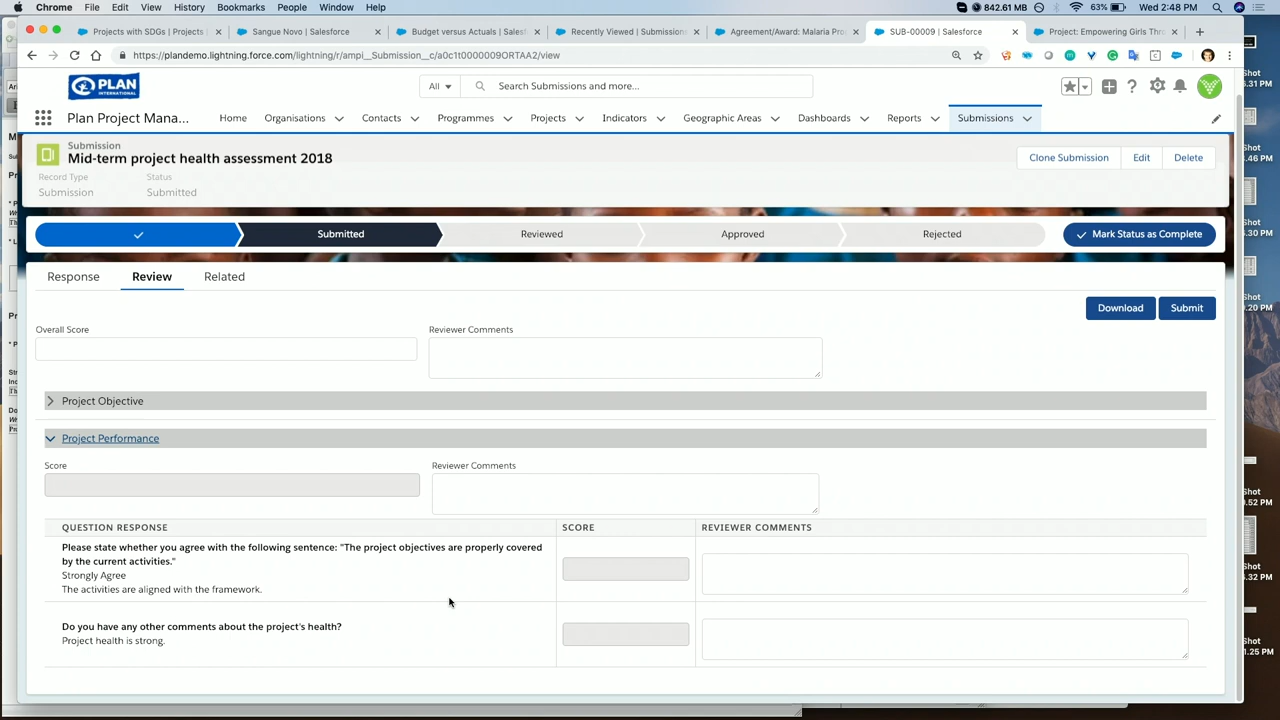 Chrome File Edit View History Bookmarks People Window Help 842.61 MB 63% Wed 2:48 PM
Projects with SDGs | Projects Sangue Novo | Salesforce Budget versus Actuals | Salesf Recently Viewed | Submission Agreement/Award: Malaria Pro SUB-00009 | Salesforce Project: Empowering Girls Thr
https://plandemo.lightning.force.com/lightning/r/ampi__Submission__c/a0c1t0000009ORTAA2/view
PLAN INTERNATIONAL All Search Submissions and more...
Plan Project Mana... Home Organisations Contacts Programmes Projects Indicators Geographic Areas Dashboards Reports Submissions
Submission
Mid-term project health assessment 2018
Clone Submission Edit Delete
Record Type Status
Submission Submitted
Submitted Reviewed Approved Rejected Mark Status as Complete
Response Review Related
Download Submit
Overall Score Reviewer Comments
Project Objective
Project Performance
Score Reviewer Comments
QUESTION RESPONSE SCORE REVIEWER COMMENTS
Please state whether you agree with the following sentence: "The project objectives are properly covered
by the current activities."
Strongly Agree
The activities are aligned with the framework.
Do you have any other comments about the project's health?
Project health is strong.